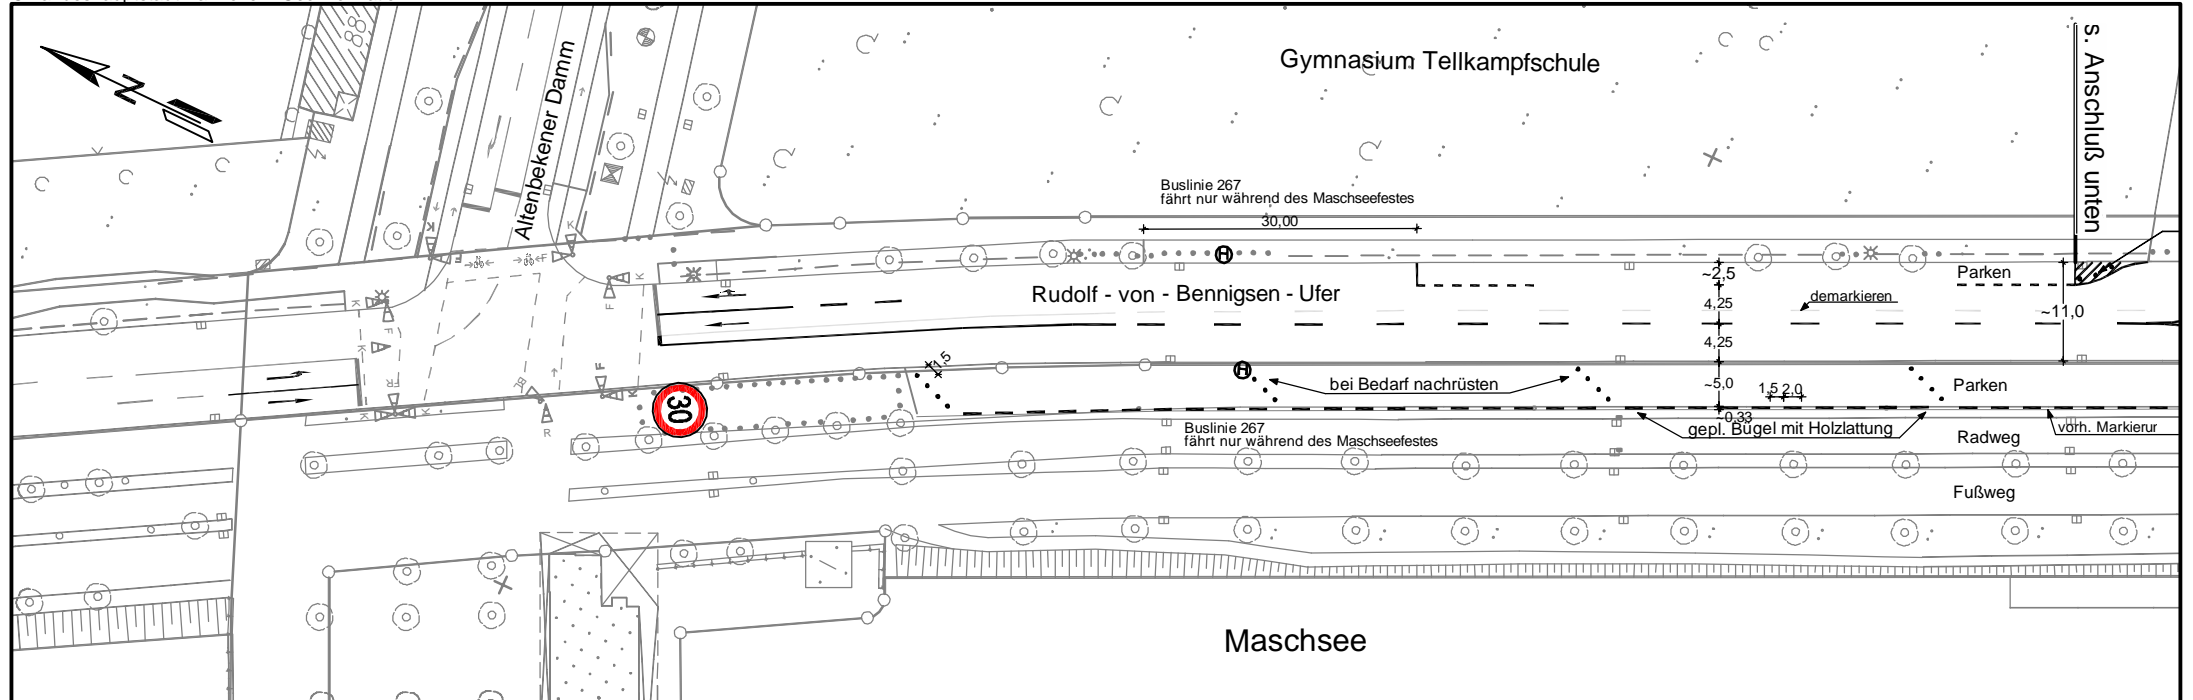 Gymnasium Tellkampfschule
s. Anschluß unten
Altenbekener Damm
N
Buslinie 267
fährt nur während des Maschseefestes
30,00
H
Rudolf - von - Bennigsen - Ufer
~2,5
4,25
4,25
~5,0
~0,33
Parken
demarkieren
~11,0
1,5
H
bei Bedarf nachrüsten
1,5 2,0
Parken
30
Buslinie 267
fährt nur während des Maschseefestes
gepl. Bügel mit Holzlattung
vorh. Markierur
Radweg
Fußweg
Maschsee